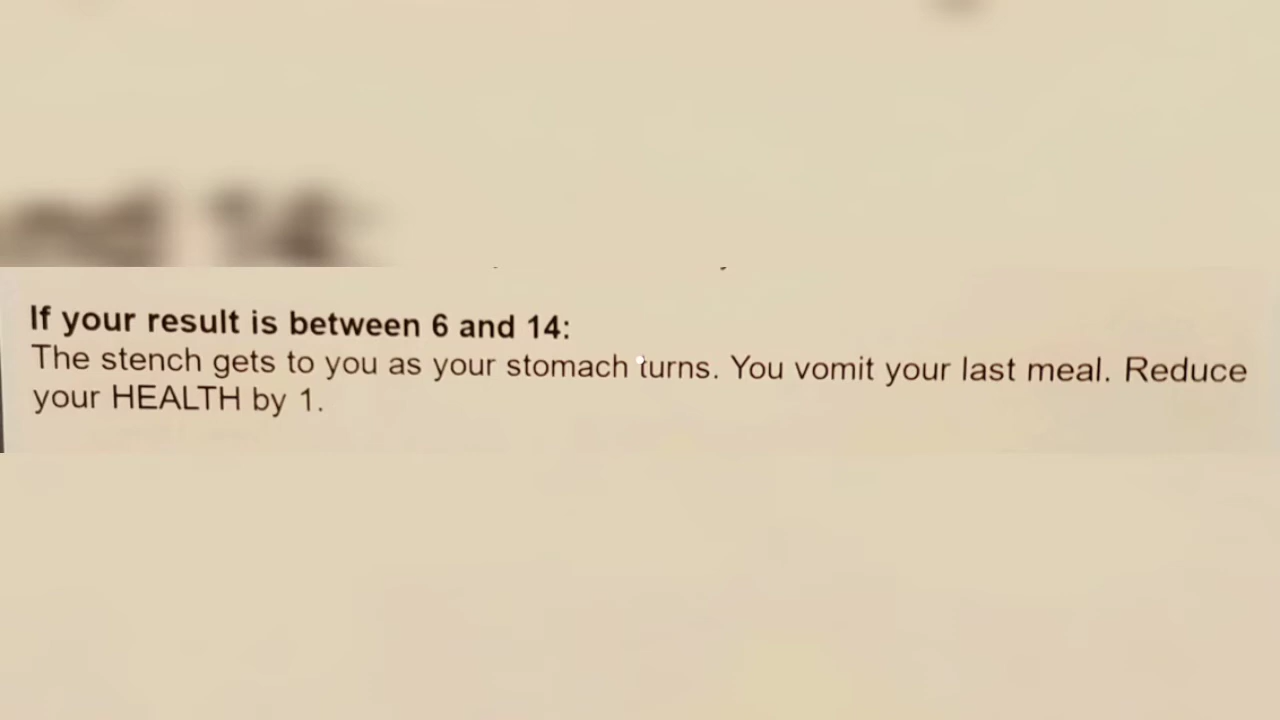 If your result is between 6 and 14:
The stench gets to you as your stomach turns. You vomit your last meal. Reduce
your HEALTH by 1.